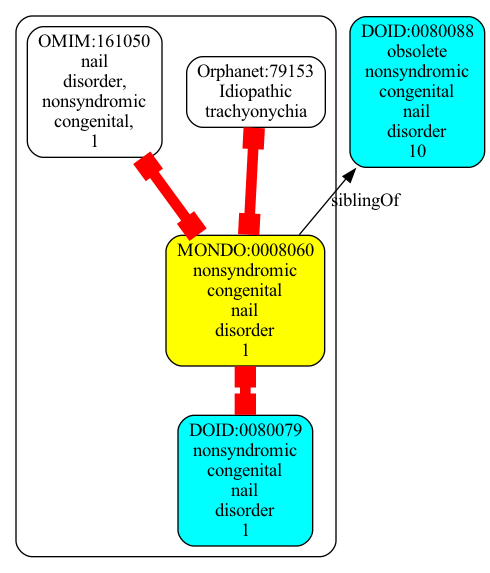 OMIM:161050
nail
disorder,
nonsyndromic
congenital,
1
Orphanet:79153
Idiopathic
trachyonychia
DOID:0080088
obsolete
nonsyndromic
congenital
nail
disorder
10
siblingOf
MONDO:0008060
nonsyndromic
congenital
nail
disorder
1
DOID:0080079
nonsyndromic
congenital
nail
disorder
1